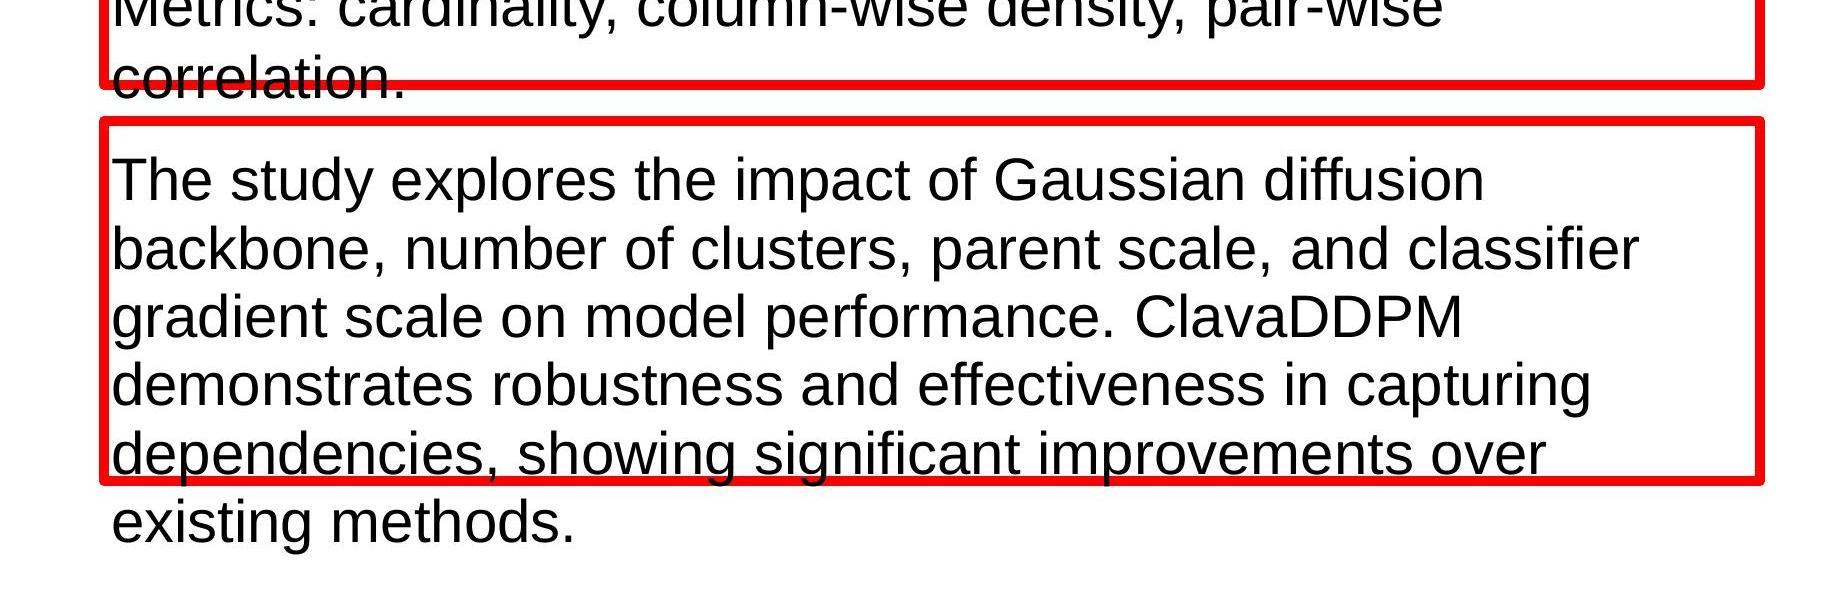 Metrics: cardinality, column-wise density, pair-wise
correlation.
The study explores the impact of Gaussian diffusion
backbone, number of clusters, parent scale, and classifier
gradient scale on model performance. ClavaDDPM
demonstrates robustness and effectiveness in capturing
dependencies, showing significant improvements over
existing methods.